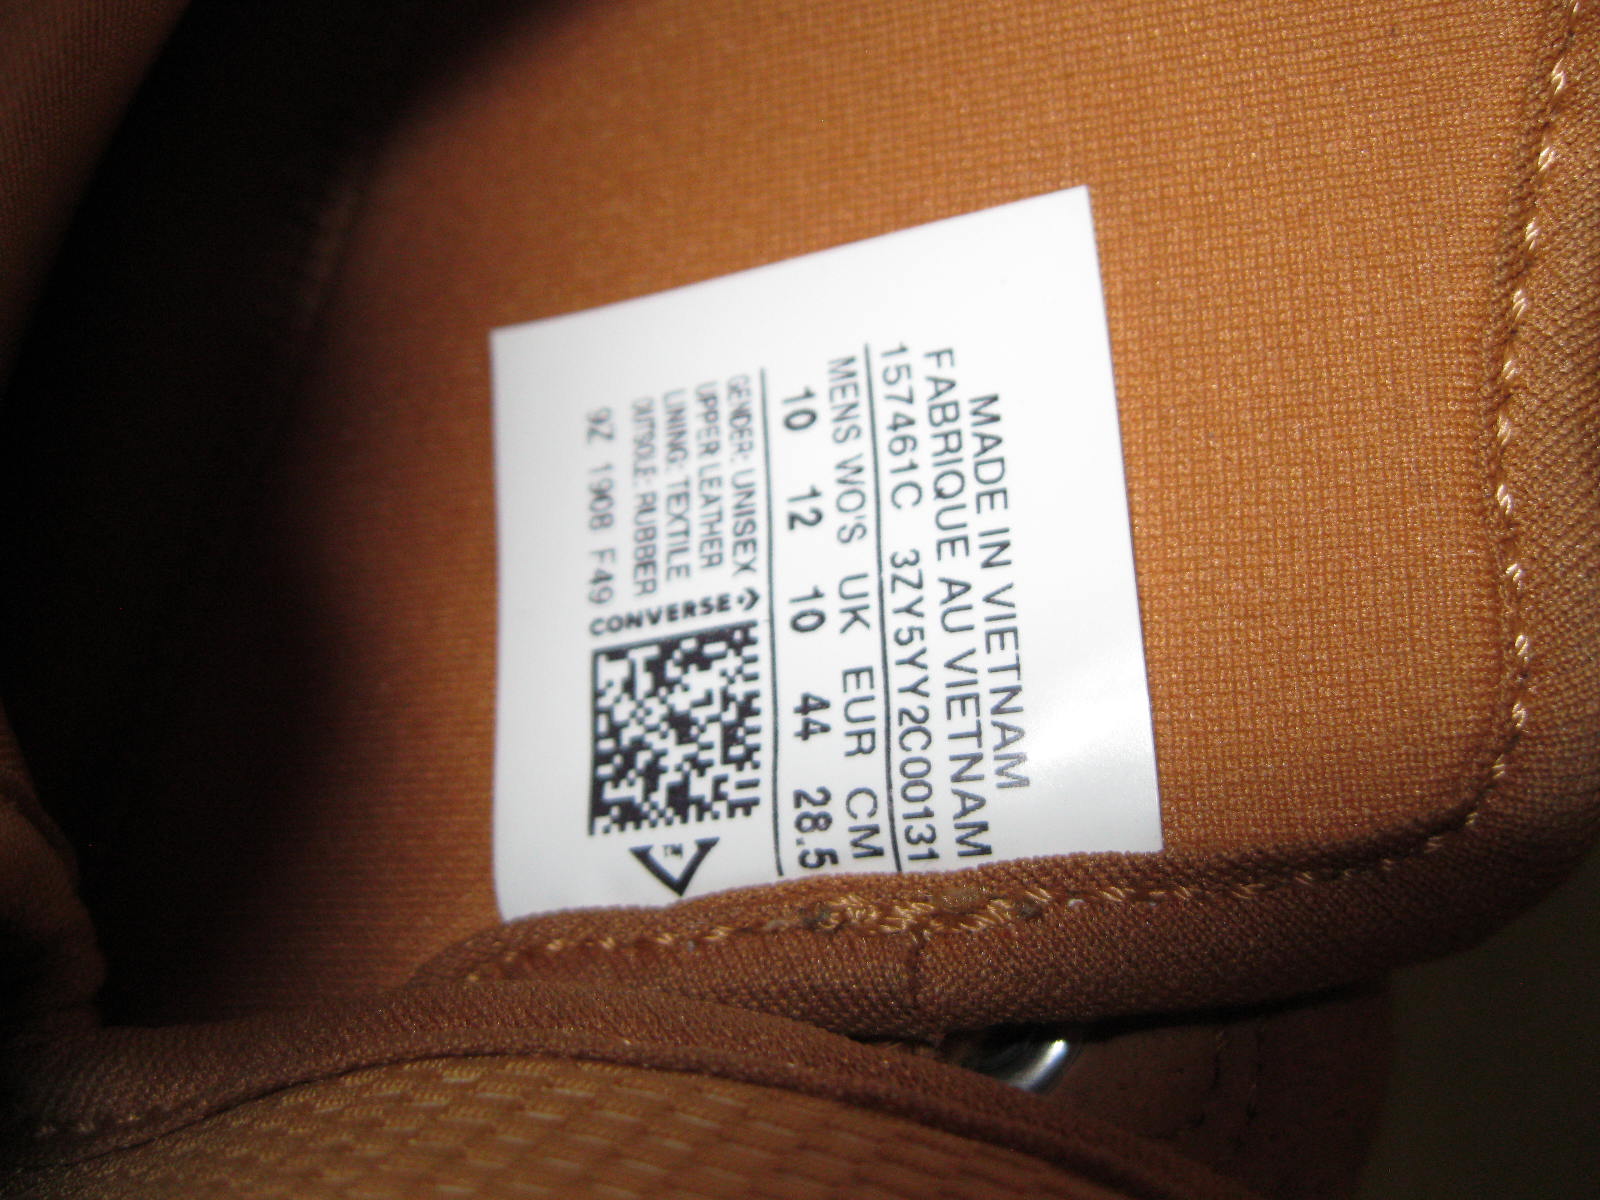 MADE IN VIETNAM
FABRIQUE AU VIETNAM
157461C 3ZY5YY2C00131
MENS WO'S UK EUR CM
10 12 10 44 28.5
GENDER: UNISEX
UPPER LEATHER
LINING: TEXTILE
OUTSOLE: RUBBER
9Z 1908 F49
CONVERSE
TM